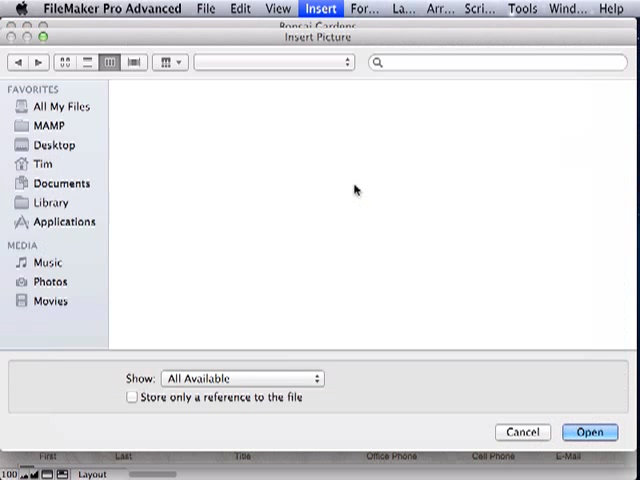 FileMaker Pro Advanced File Edit View Insert For... La... Arr... Scri... Tools Wind... Help
Bonsai Gardens
Insert Picture
FAVORITES
All My Files
MAMP
Desktop
Tim
Documents
Library
Applications
MEDIA
Music
Photos
Movies
Show: All Available
Store only a reference to the file
Cancel Open
First Last Title Office Phone Cell Phone E-Mail
100 Layout